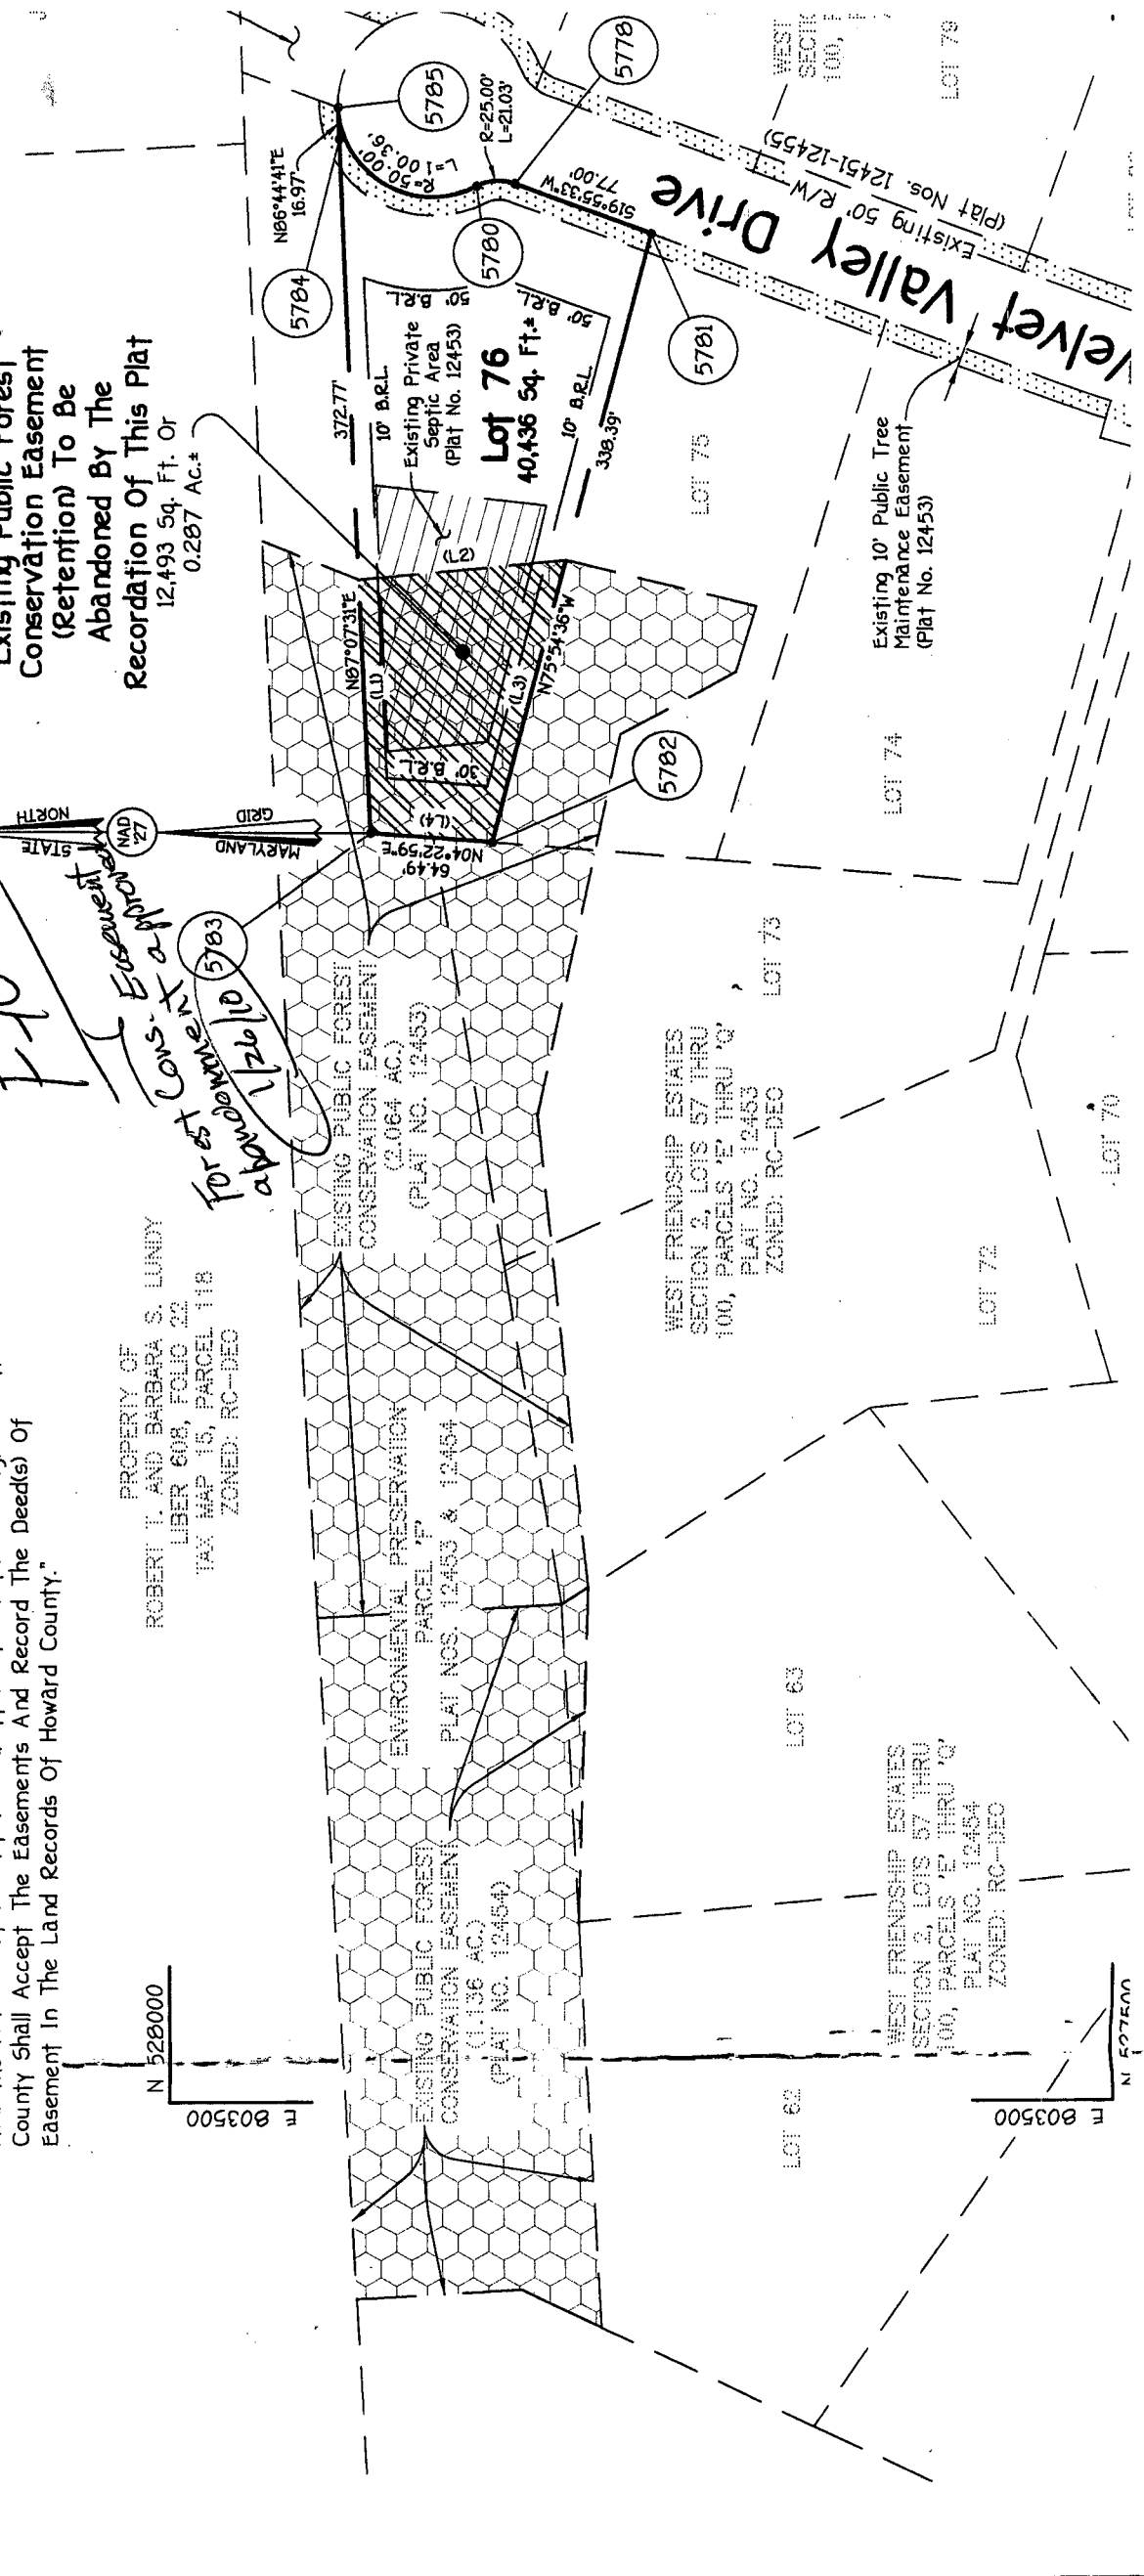 Existing Public Forest
Conservation Easement
(Retention) To Be
Abandoned By The
Recordation Of This Plat
12,493 Sq. Ft. Or
0.287 Ac.±
County Shall Accept The Easements And Record The Deed(s) Of
Easement In The Land Records Of Howard County."
N 528000
E 803500
PROPERTY OF
ROBERT T. AND BARBARA S. LUNDY
LIBER 608, FOLIO 22
TAX MAP 15, PARCEL 118
ZONED: RC-DEO
Forest Cons. Easement
abandonment approved
1/26/10
F-10
STATE
NORTH
NAD
'27
MARYLAND
GRID
5783
N86°44'41"E
16.97'
5784
5785
R=50.00'
L=100.36'
R=25.00'
L=21.03'
5778
5780
S19°55'33"W
77.00'
5781
372.77'
10' B.R.L.
50' B.R.L.
Existing Private
Septic Area
(Plat No. 12453)
Lot 76
40,436 Sq. Ft.±
50' B.R.L.
10' B.R.L.
338.39'
N87°07'31"E
(L1)
(L2)
(L3)
N75°54'36"W
30' B.R.L.
(L4)
N04°22'59"E
64.49'
5782
Velvet Valley Drive
Existing 50' R/W
(Plat Nos. 12451-12455)
WEST
100,
LOT 79
LOT 75
Existing 10' Public Tree
Maintenance Easement
(Plat No. 12453)
LOT 74
LOT 73
EXISTING PUBLIC FOREST
CONSERVATION EASEMENT
(2.064 AC.)
(PLAT NO. 12453)
WEST FRIENDSHIP ESTATES
SECTION 2, LOTS 57 THRU
100, PARCELS 'E' THRU 'Q'
PLAT NO. 12453
ZONED: RC-DEO
LOT 70
LOT 72
ENVIRONMENTAL PRESERVATION
PARCEL 'F'
PLAT NOS. 12453 & 12454
LOT 63
EXISTING PUBLIC FOREST
CONSERVATION EASEMENT
(1.136 AC.)
(PLAT NO. 12454)
WEST FRIENDSHIP ESTATES
SECTION 2, LOTS 57 THRU
100, PARCELS 'E' THRU 'Q'
PLAT NO. 12454
ZONED: RC-DEO
LOT 62
E 803500
N 527500